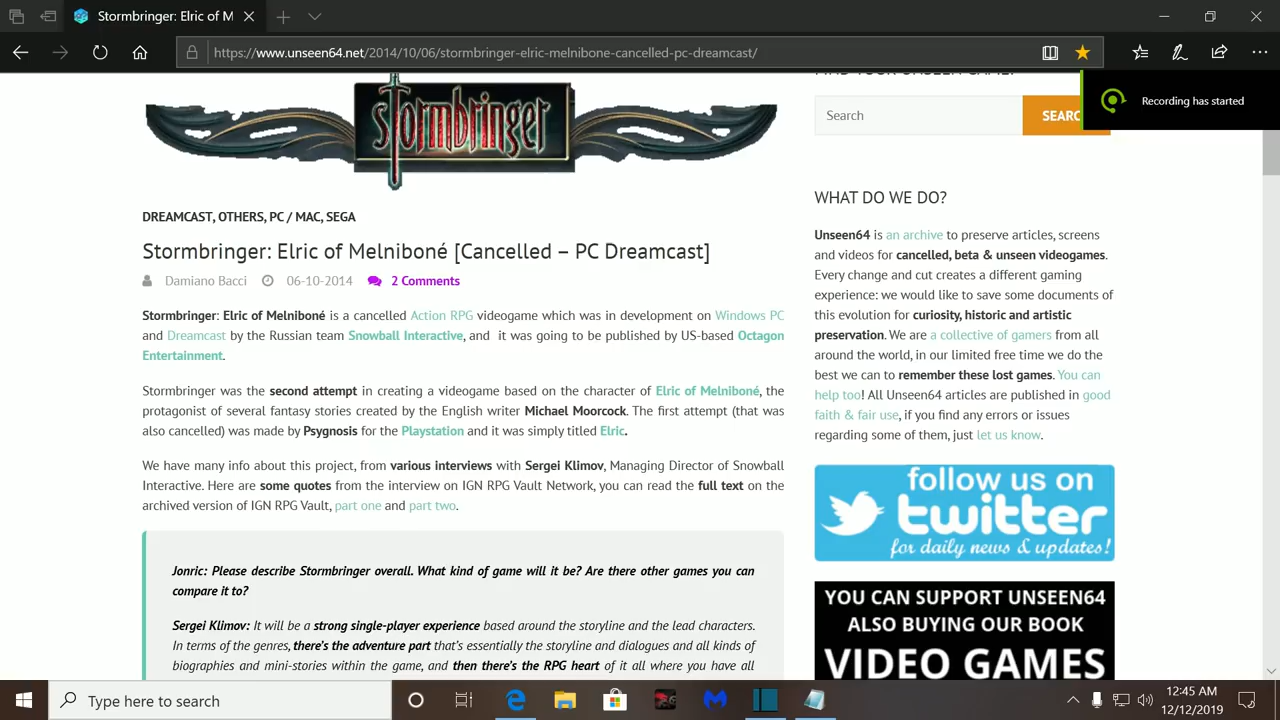 Stormbringer: Elric of M
https://www.unseen64.net/2014/10/06/stormbringer-elric-melnibone-cancelled-pc-dreamcast/
Recording has started
Stormbringer
Search
SEARC
DREAMCAST, OTHERS, PC / MAC, SEGA
Stormbringer: Elric of Melniboné [Cancelled – PC Dreamcast]
Damiano Bacci 06-10-2014 2 Comments
Stormbringer: Elric of Melniboné is a cancelled Action RPG videogame which was in development on Windows PC
and Dreamcast by the Russian team Snowball Interactive, and it was going to be published by US-based Octagon
Entertainment.
Stormbringer was the second attempt in creating a videogame based on the character of Elric of Melniboné, the
protagonist of several fantasy stories created by the English writer Michael Moorcock. The first attempt (that was
also cancelled) was made by Psygnosis for the Playstation and it was simply titled Elric.
We have many info about this project, from various interviews with Sergei Klimov, Managing Director of Snowball
Interactive. Here are some quotes from the interview on IGN RPG Vault Network, you can read the full text on the
archived version of IGN RPG Vault, part one and part two.
Jonric: Please describe Stormbringer overall. What kind of game will it be? Are there other games you can
compare it to?
Sergei Klimov: It will be a strong single-player experience based around the storyline and the lead characters.
In terms of the genres, there's the adventure part that's essentially the storyline and dialogues and all kinds of
biographies and mini-stories within the game, and then there's the RPG heart of it all where you have all
WHAT DO WE DO?
Unseen64 is an archive to preserve articles, screens
and videos for cancelled, beta & unseen videogames.
Every change and cut creates a different gaming
experience: we would like to save some documents of
this evolution for curiosity, historic and artistic
preservation. We are a collective of gamers from all
around the world, in our limited free time we do the
best we can to remember these lost games. You can
help too! All Unseen64 articles are published in good
faith & fair use, if you find any errors or issues
regarding some of them, just let us know.
follow us on
twitter
for daily news & updates!
YOU CAN SUPPORT UNSEEN64
ALSO BUYING OUR BOOK
VIDEO GAMES
Type here to search
12:45 AM
12/12/2019